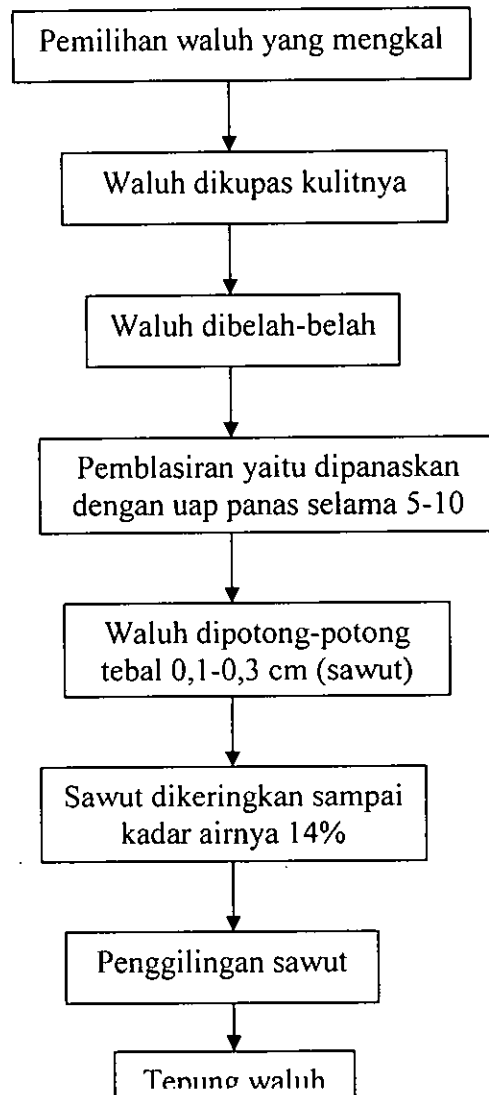 Pemilihan waluh yang mengkal
Waluh dikupas kulitnya
Waluh dibelah-belah
Pemblasiran yaitu dipanaskan
dengan uap panas selama 5-10
Waluh dipotong-potong
tebal 0,1-0,3 cm (sawut)
Sawut dikeringkan sampai
kadar airnya 14%
Penggilingan sawut
Tepung waluh